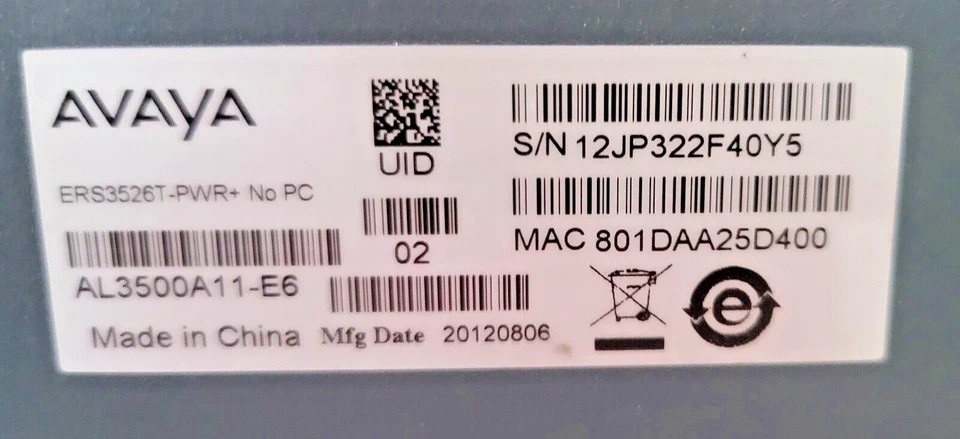 AVAYA
ERS3526T-PWR+ No PC
AL3500A11-E6
Made in China
UID
02
Mfg Date 20120806
S/N 12JP322F40Y5
MAC 801DAA25D400
e